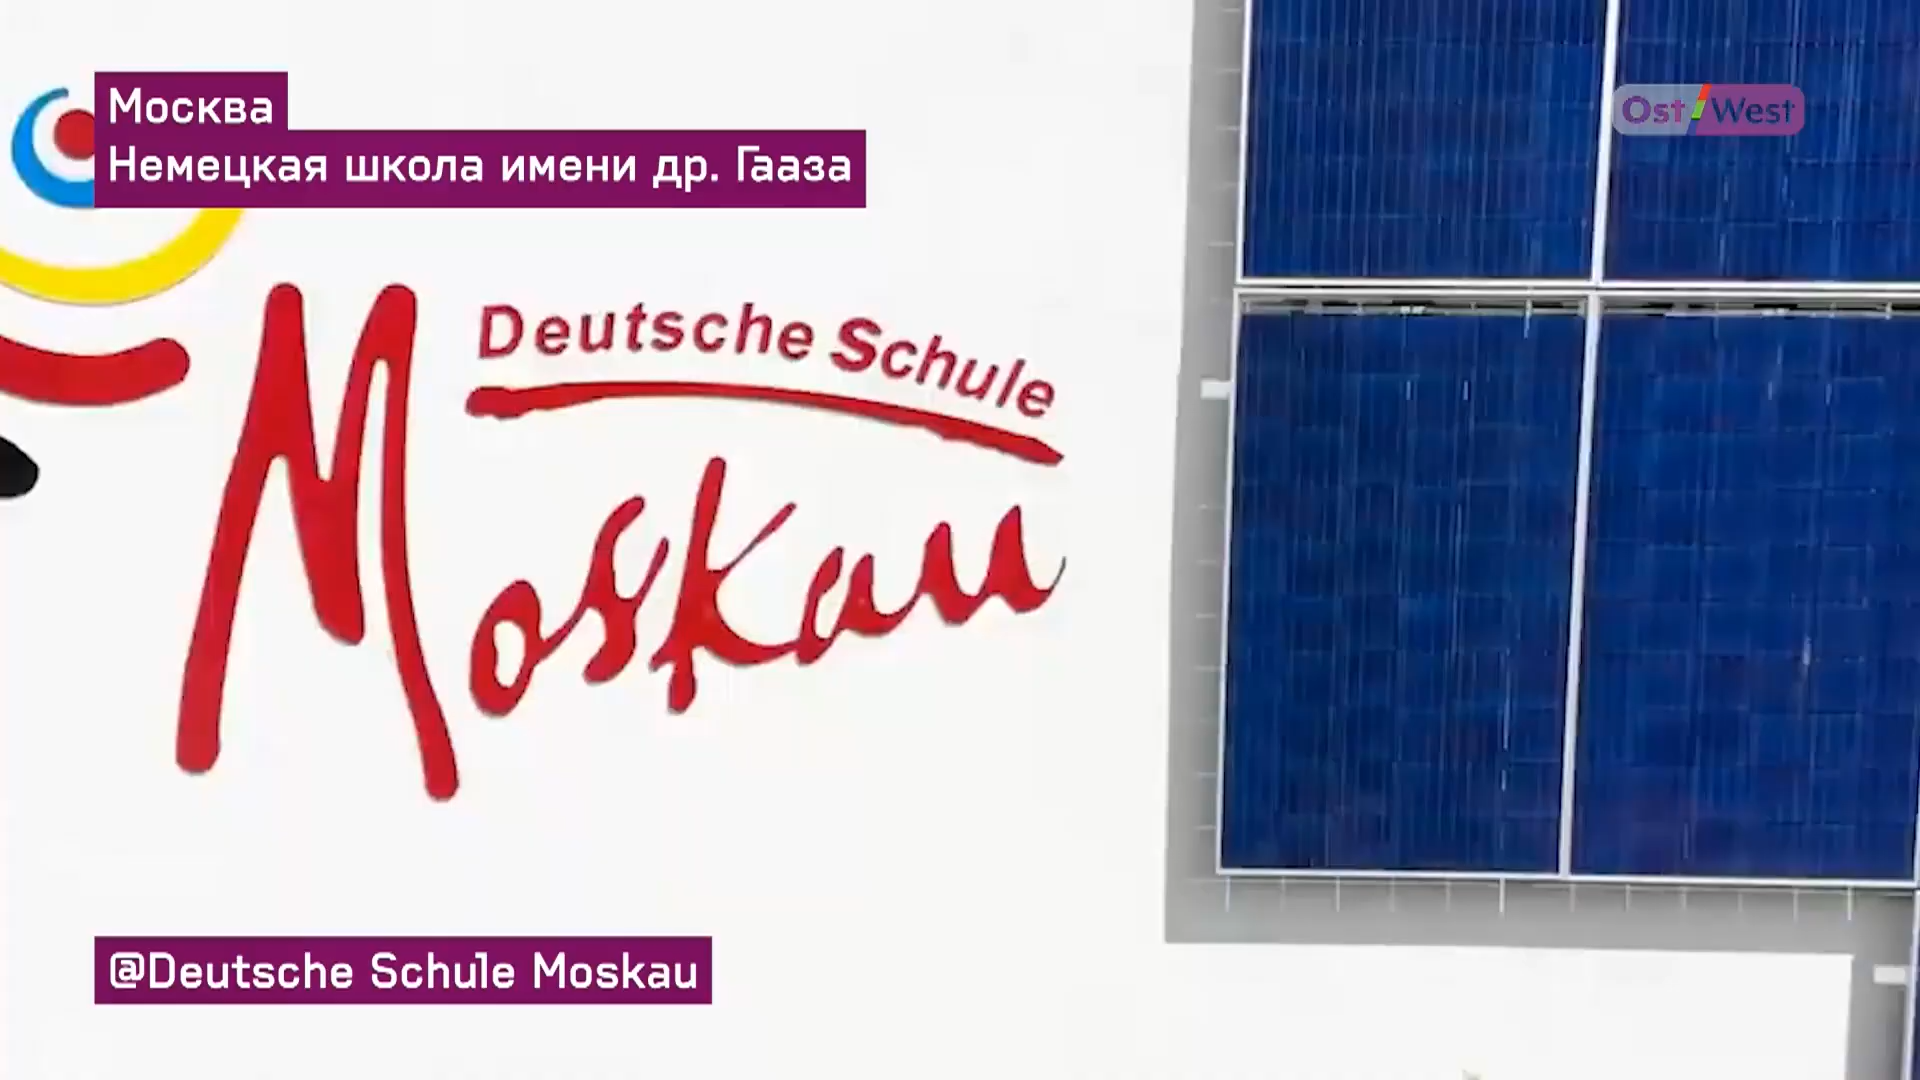 Москва
Немецкая школа имени др. Гааза
Ost/West
Deutsche Schule
Moskau
@Deutsche Schule Moskau